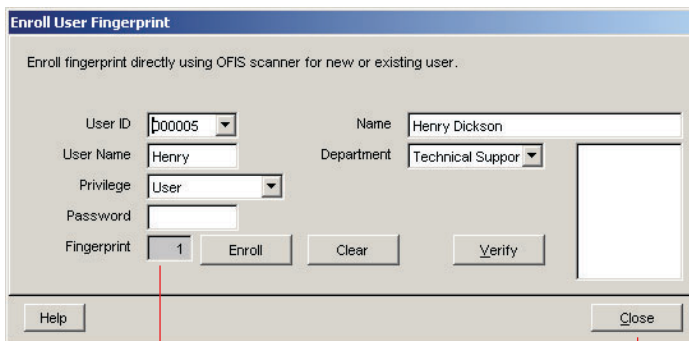 Enroll User Fingerprint
Enroll fingerprint directly using OFIS scanner for new or existing user.
User ID 000005 Name Henry Dickson
User Name Henry Department Technical Suppor
Privilege User
Password
Fingerprint 1 Enroll Clear Verify
Help Close